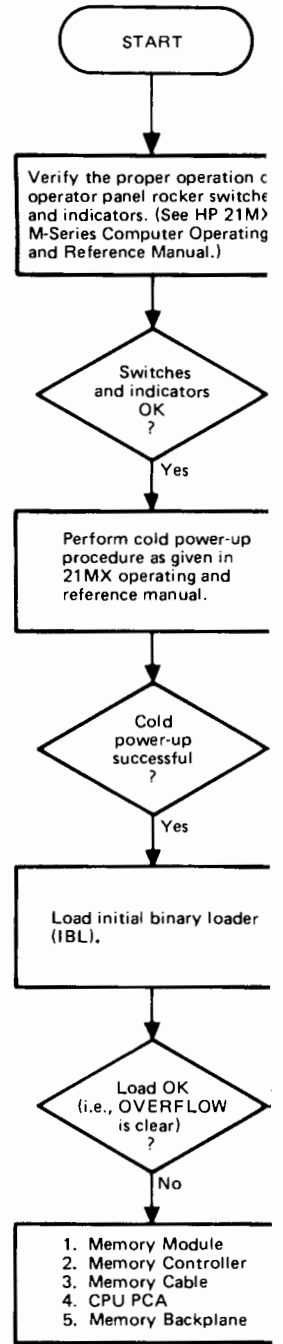 START
Verify the proper operation
operator panel rocker
and indicators. (See HP
M-Series Computer Operating
and Reference Manual.)
Switches
and indicators
OK
?
Yes
Perform cold power-up
procedure as given in
21MX operating and
reference manual.
Cold
power-up
successful
?
Yes
Load initial binary loader
(IBL).
Load OK
(i.e., OVERFLOW
is clear)
?
No
1. Memory Module
2. Memory Controller
3. Memory Cable
4. CPU PCA
5. Memory Backplane